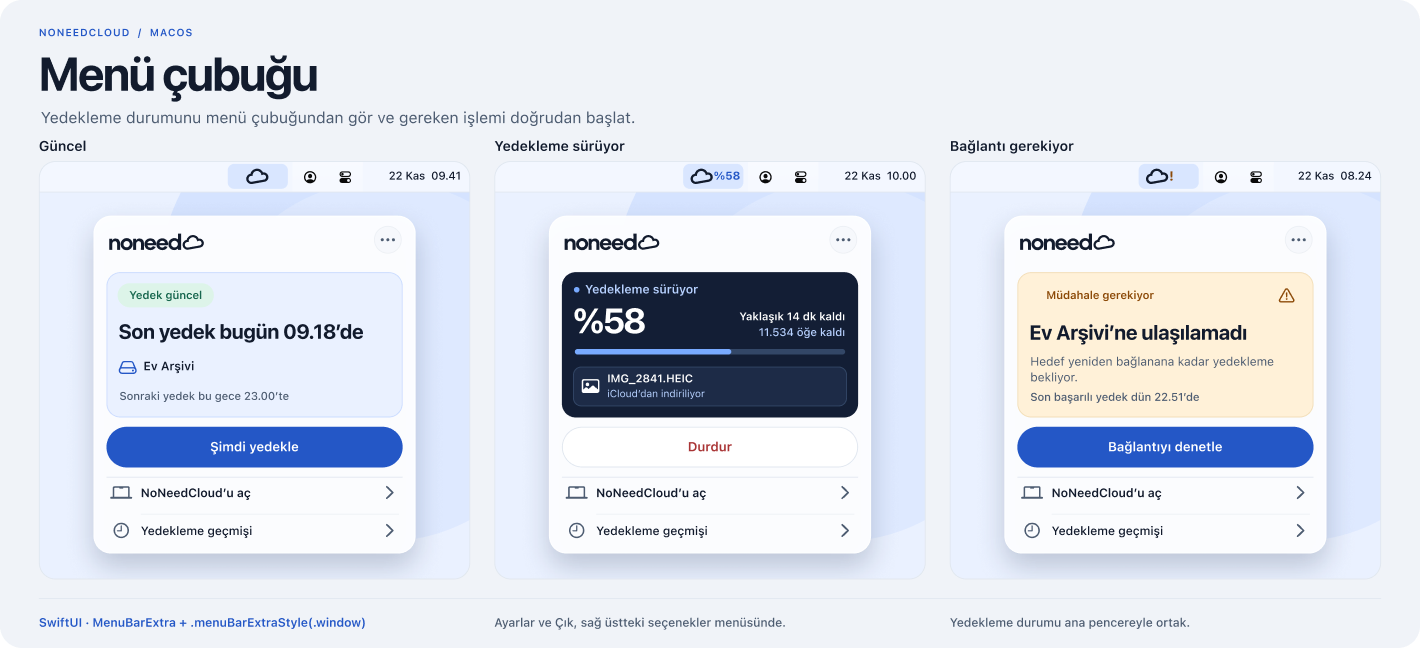 NONEEDCLOUD / MACOS
Menü çubuğu
Yedekleme durumunu menü çubuğundan gör ve gereken işlemi doğrudan başlat.
Güncel
22 Kas 09.41
noneed
Yedek güncel
Son yedek bugün 09.18’de
Ev Arşivi
Sonraki yedek bu gece 23.00’te
Şimdi yedekle
NoNeedCloud’u aç
Yedekleme geçmişi
Yedekleme sürüyor
%58
22 Kas 10.00
noneed
Yedekleme sürüyor
%58
Yaklaşık 14 dk kaldı
11.534 öğe kaldı
IMG_2841.HEIC
iCloud’dan indiriliyor
Durdur
NoNeedCloud’u aç
Yedekleme geçmişi
Bağlantı gerekiyor
!
22 Kas 08.24
noneed
Müdahale gerekiyor
Ev Arşivi’ne ulaşılamadı
Hedef yeniden bağlanana kadar yedekleme
bekliyor.
Son başarılı yedek dün 22.51’de
Bağlantıyı denetle
NoNeedCloud’u aç
Yedekleme geçmişi
SwiftUI · MenuBarExtra + .menuBarExtraStyle(.window)
Ayarlar ve Çık, sağ üstteki seçenekler menüsünde.
Yedekleme durumu ana pencereyle ortak.